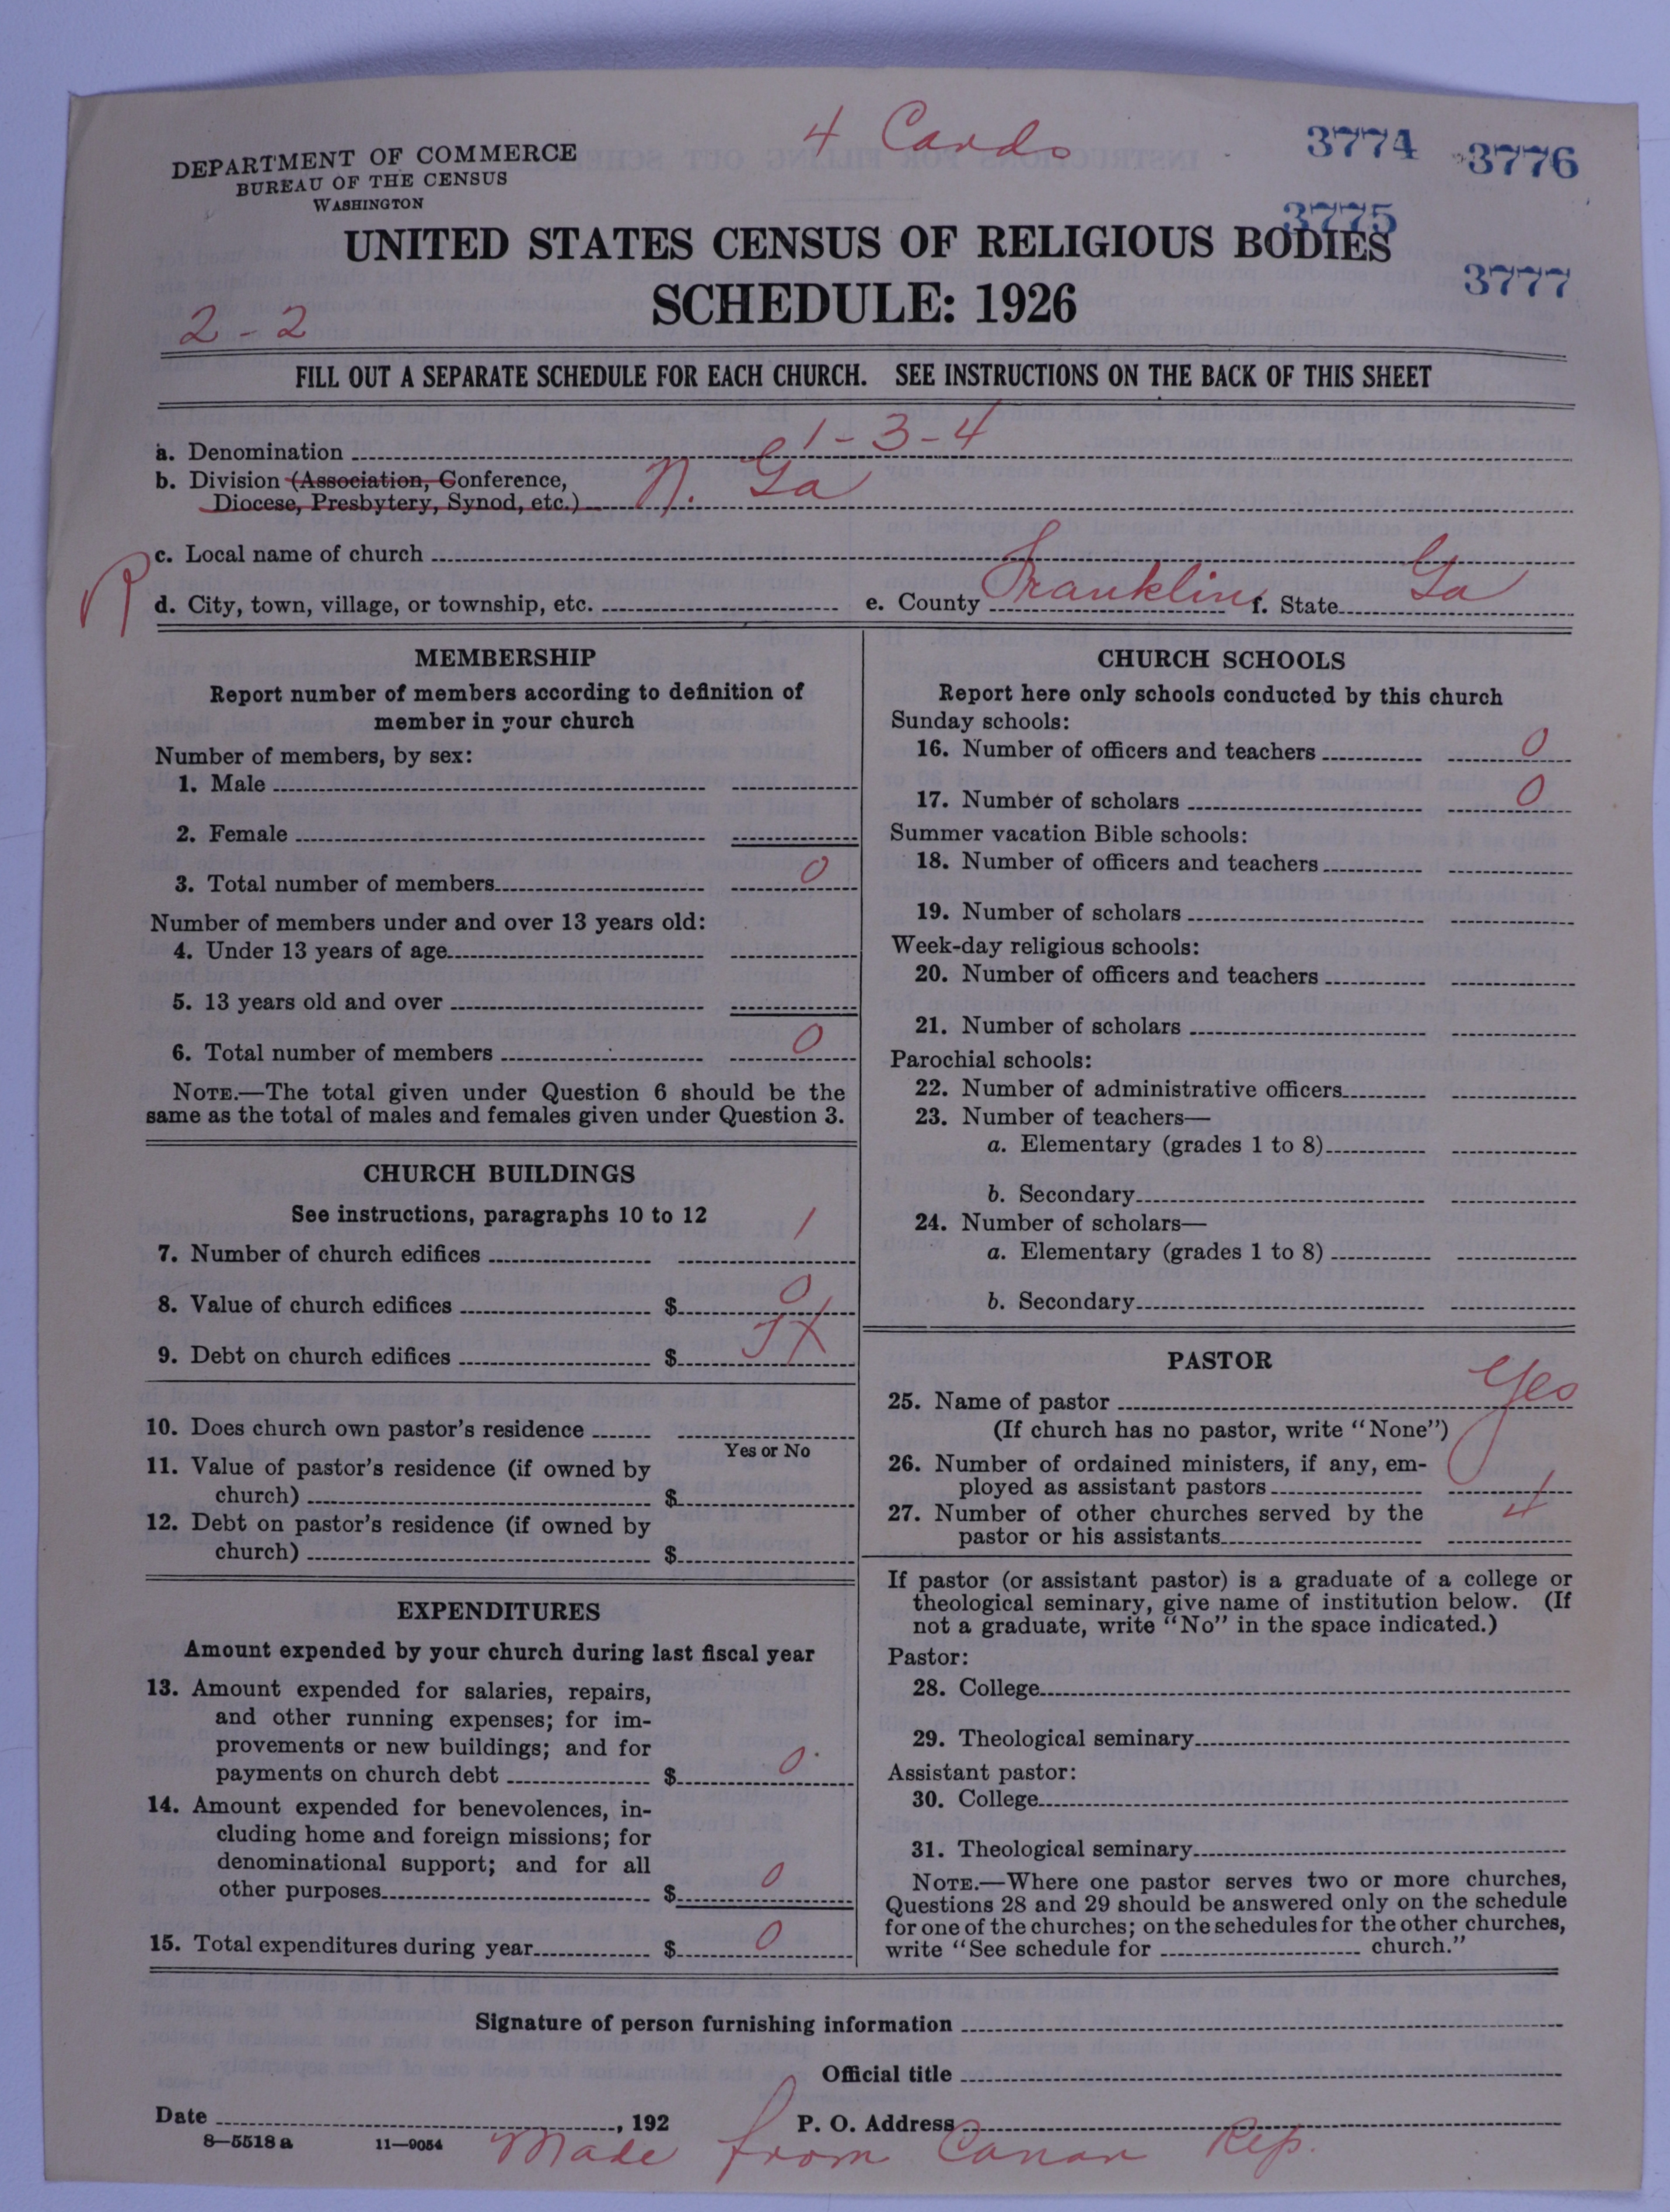 4 Cards
3774 3776
DEPARTMENT OF COMMERCE
BUREAU OF THE CENSUS
WASHINGTON
3775
UNITED STATES CENSUS OF RELIGIOUS BODIES
3777
SCHEDULE: 1926
2-2
FILL OUT A SEPARATE SCHEDULE FOR EACH CHURCH. SEE INSTRUCTIONS ON THE BACK OF THIS SHEET
a. Denomination 1-3-4
b. Division (Association, Conference,
Diocese, Presbytery, Synod, etc.) N. Ga
c. Local name of church
R
d. City, town, village, or township, etc. e. County Franklin f. State Ga
MEMBERSHIP
Report number of members according to definition of
member in your church
Number of members, by sex:
1. Male
2. Female
3. Total number of members 0
Number of members under and over 13 years old:
4. Under 13 years of age
5. 13 years old and over
6. Total number of members 0
NOTE.—The total given under Question 6 should be the
same as the total of males and females given under Question 3.
CHURCH BUILDINGS
See instructions, paragraphs 10 to 12
7. Number of church edifices 1
8. Value of church edifices $ 0
9. Debt on church edifices $
10. Does church own pastor's residence
Yes or No
11. Value of pastor's residence (if owned by
church) $
12. Debt on pastor's residence (if owned by
church) $
EXPENDITURES
Amount expended by your church during last fiscal year
13. Amount expended for salaries, repairs,
and other running expenses; for im-
provements or new buildings; and for
payments on church debt $ 0
14. Amount expended for benevolences, in-
cluding home and foreign missions; for
denominational support; and for all
other purposes $ 0
15. Total expenditures during year $ 0
CHURCH SCHOOLS
Report here only schools conducted by this church
Sunday schools:
16. Number of officers and teachers 0
17. Number of scholars 0
Summer vacation Bible schools:
18. Number of officers and teachers
19. Number of scholars
Week-day religious schools:
20. Number of officers and teachers
21. Number of scholars
Parochial schools:
22. Number of administrative officers
23. Number of teachers—
a. Elementary (grades 1 to 8)
b. Secondary
24. Number of scholars—
a. Elementary (grades 1 to 8)
b. Secondary
PASTOR
25. Name of pastor Yes
(If church has no pastor, write "None")
26. Number of ordained ministers, if any, em-
ployed as assistant pastors
27. Number of other churches served by the
pastor or his assistants
If pastor (or assistant pastor) is a graduate of a college or
theological seminary, give name of institution below. (If
not a graduate, write "No" in the space indicated.)
Pastor:
28. College
29. Theological seminary
Assistant pastor:
30. College
31. Theological seminary
NOTE.—Where one pastor serves two or more churches,
Questions 28 and 29 should be answered only on the schedule
for one of the churches; on the schedules for the other churches,
write "See schedule for church."
Signature of person furnishing information
Official title
Date , 192 P. O. Address
8—5518 a 11—9054
Made from Canon Rep.